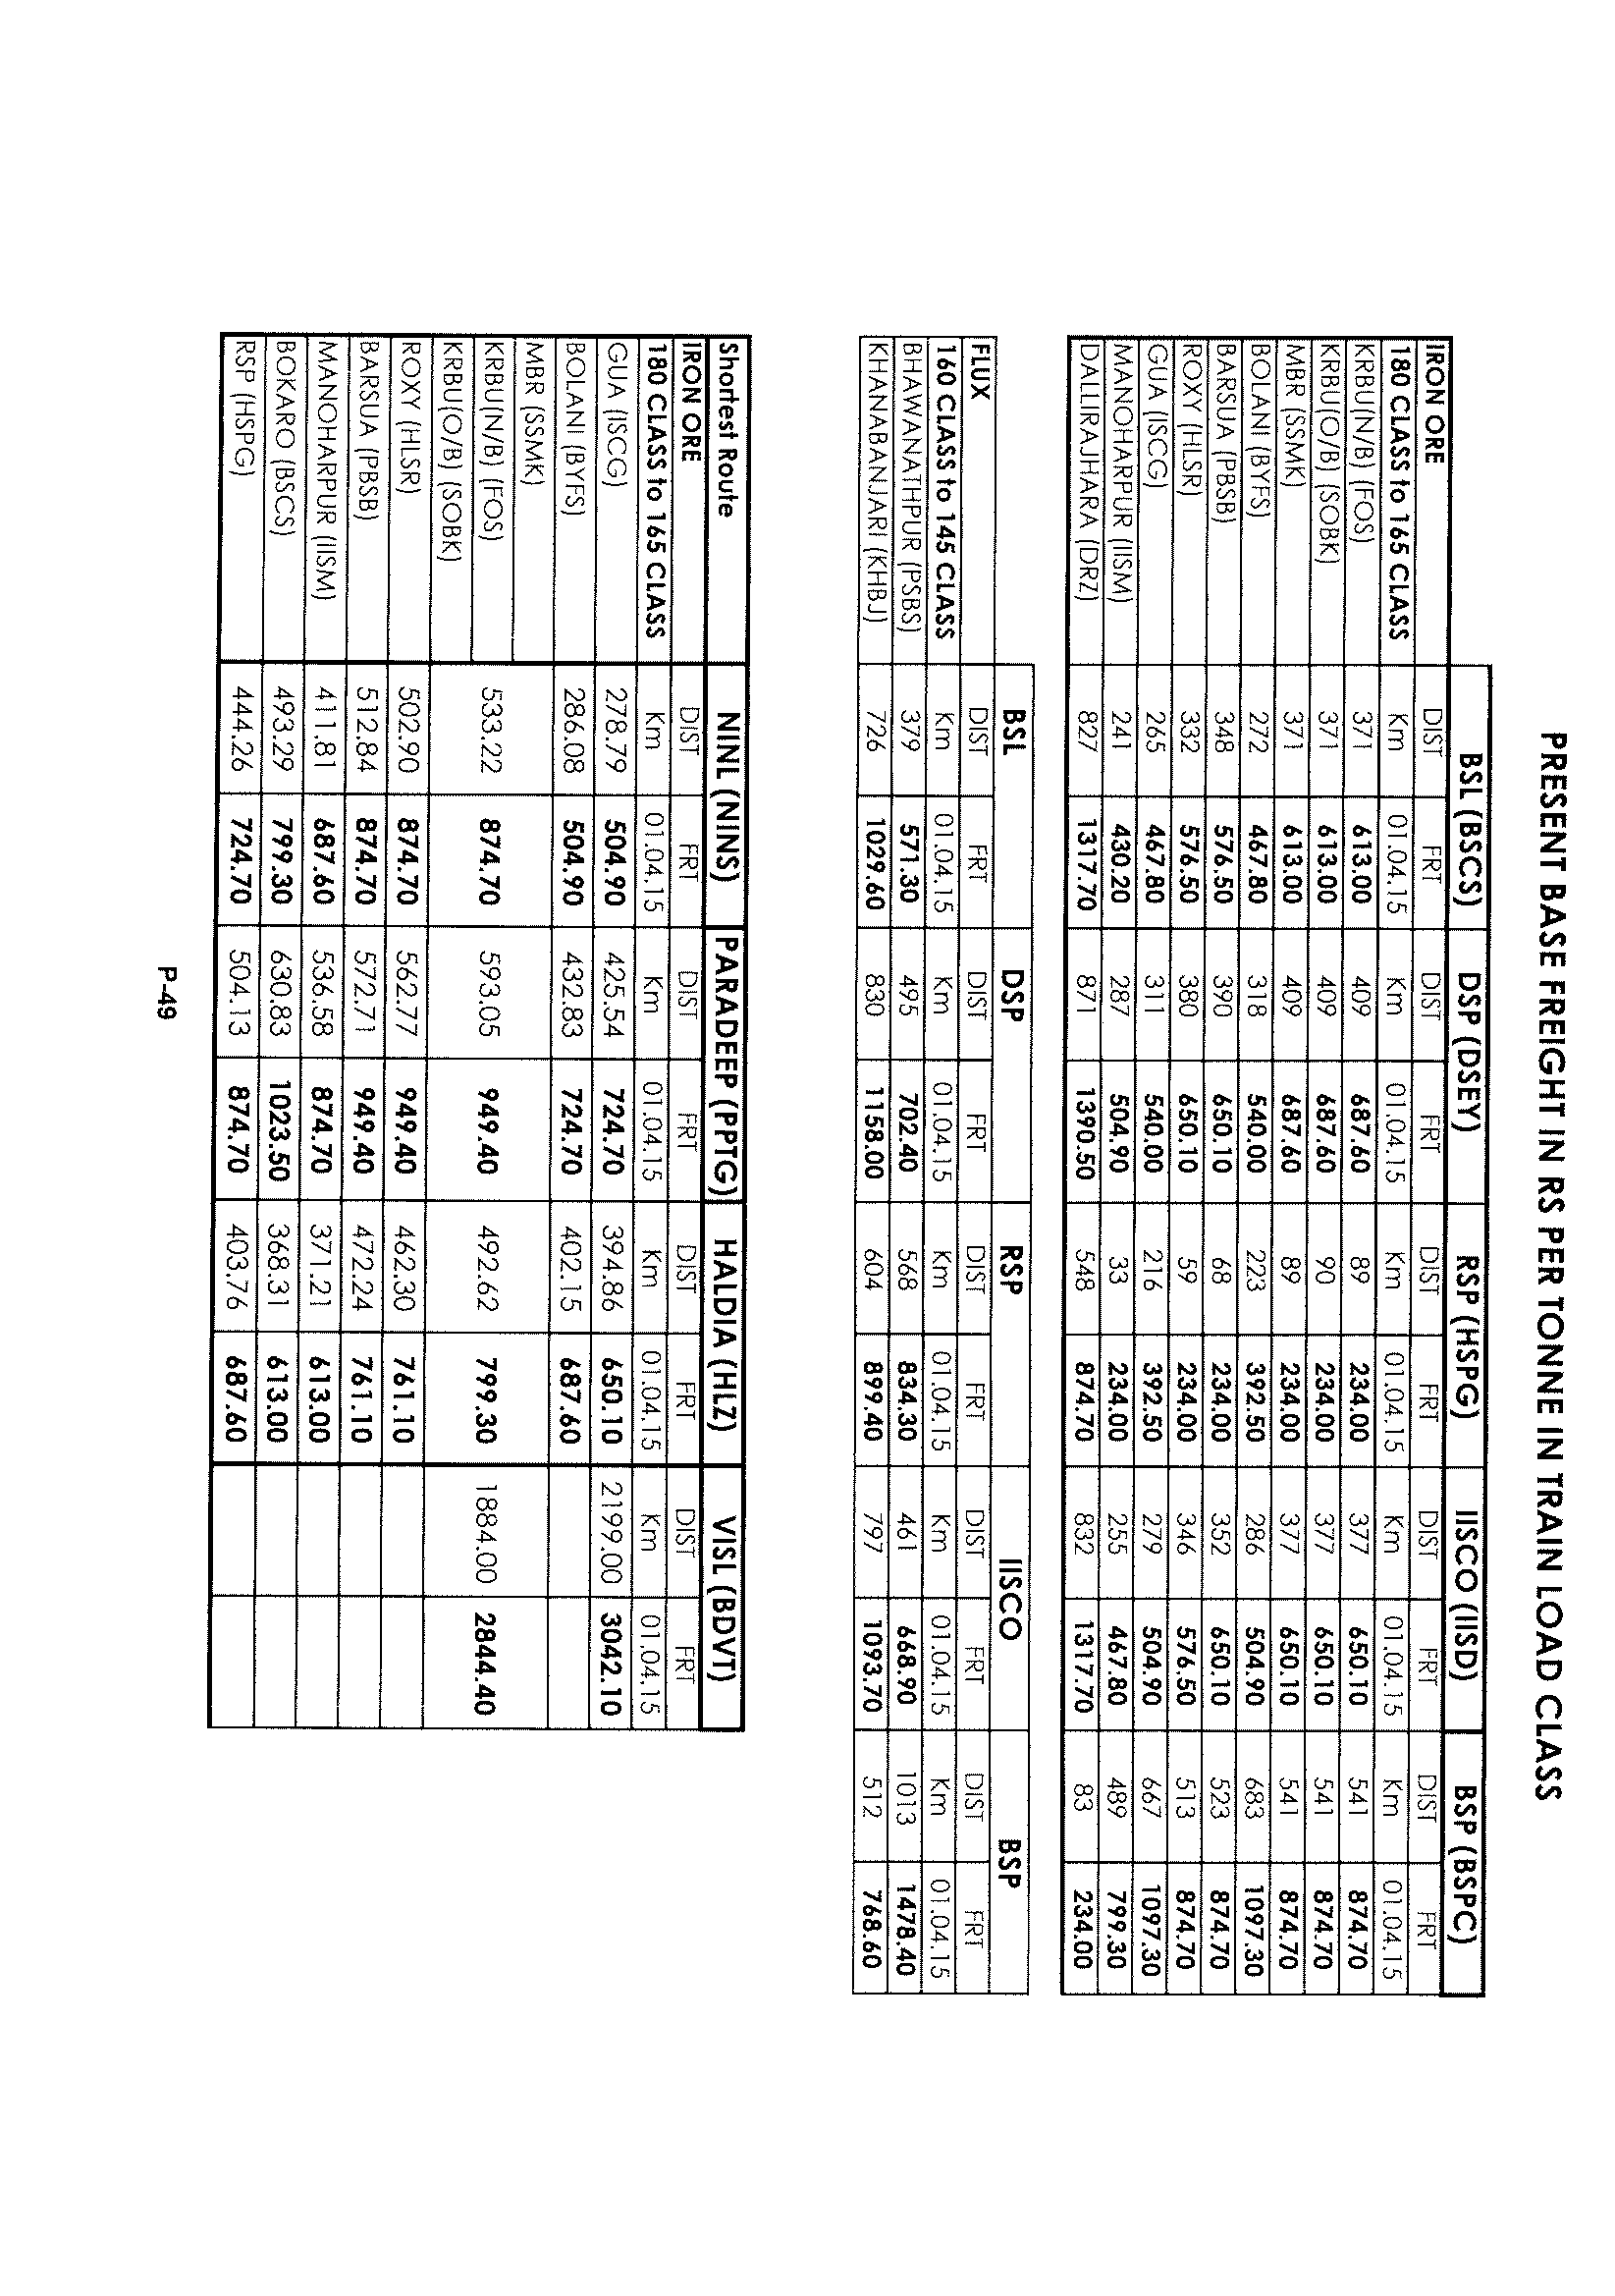 PRESENT BASE FREIGHT IN RS PER TONNE IN TRAIN LOAD CLASS
BSL (BSCS) DSP (DSEY) RSP (HSPG) IISCO (IISD) BSP (BSPC)
IRON ORE DIST FRT DIST FRT DIST FRT DIST FRT DIST FRT
180 CLASS to 165 CLASS Km 01.04.15 Km 01.04.15 Km 01.04.15 Km 01.04.15 Km 01.04.15
KRBU(N/B) (FOS) 371 613.00 409 687.60 89 234.00 377 650.10 541 874.70
KRBU(O/B) (SOBK) 371 613.00 409 687.60 90 234.00 377 650.10 541 874.70
MBR (SSMK) 371 613.00 409 687.60 89 234.00 377 650.10 541 874.70
BOLANI (BYFS) 272 467.80 318 540.00 223 392.50 286 504.90 683 1097.30
BARSUA (PBSB) 348 576.50 390 650.10 68 234.00 352 650.10 523 874.70
ROXY (HLSR) 332 576.50 380 650.10 59 234.00 346 576.50 513 874.70
GUA (ISCG) 265 467.80 311 540.00 216 392.50 279 504.90 667 1097.30
MANOHARPUR (IISM) 241 430.20 287 504.90 33 234.00 255 467.80 489 799.30
DALLIRAJHARA (DRZ) 827 1317.70 871 1390.50 548 874.70 832 1317.70 83 234.00
BSL DSP RSP IISCO BSP
FLUX DIST FRT DIST FRT DIST FRT DIST FRT DIST FRT
160 CLASS to 145 CLASS Km 01.04.15 Km 01.04.15 Km 01.04.15 Km 01.04.15 Km 01.04.15
BHAWANATHPUR (PSBS) 379 571.30 495 702.40 568 834.30 461 668.90 1013 1478.40
KHANABANJARI (KHBJ) 726 1029.60 830 1158.00 604 899.40 797 1093.70 512 768.60
Shortest Route NINL (NINS) PARADEEP (PPTG) HALDIA (HLZ) VISL (BDVT)
IRON ORE DIST FRT DIST FRT DIST FRT DIST FRT
180 CLASS to 165 CLASS Km 01.04.15 Km 01.04.15 Km 01.04.15 Km 01.04.15
GUA (ISCG) 278.79 504.90 425.54 724.70 394.86 650.10 2199.00 3042.10
BOLANI (BYFS) 286.08 504.90 432.83 724.70 402.15 687.60
MBR (SSMK)
KRBU(N/B) (FOS) 533.22 874.70 593.05 949.40 492.62 799.30 1884.00 2844.40
KRBU(O/B) (SOBK)
ROXY (HLSR) 502.90 874.70 562.77 949.40 462.30 761.10
BARSUA (PBSB) 512.84 874.70 572.71 949.40 472.24 761.10
MANOHARPUR (IISM) 411.81 687.60 536.58 874.70 371.21 613.00
BOKARO (BSCS) 493.29 799.30 630.83 1023.50 368.31 613.00
RSP (HSPG) 444.26 724.70 504.13 874.70 403.76 687.60
P-49